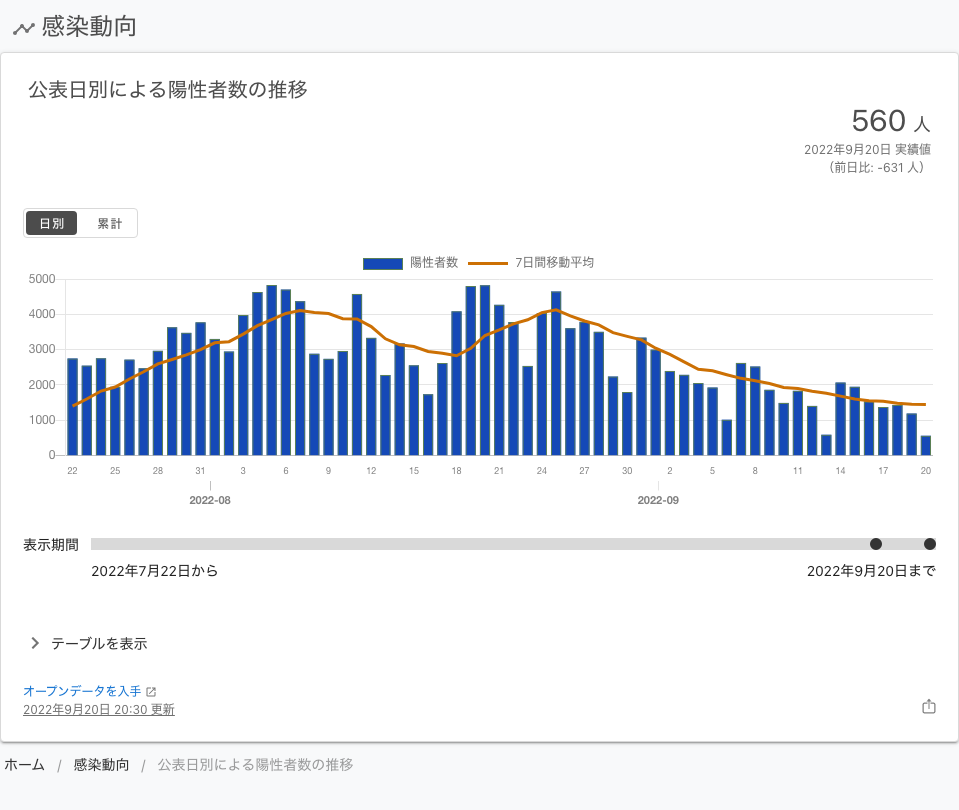 感染動向
公表日別による陽性者数の推移
560 人
2022年9月20日 実績値
（前日比: -631 人）
日別 累計
陽性者数 7日間移動平均
5000
4000
3000
2000
1000
0
22 25 28 31 3 6 9 12 15 18 21 24 27 30 2 5 8 11 14 17 20
2022-08 2022-09
表示期間
2022年7月22日から 2022年9月20日まで
テーブルを表示
オープンデータを入手
2022年9月20日 20:30 更新
ホーム / 感染動向 / 公表日別による陽性者数の推移